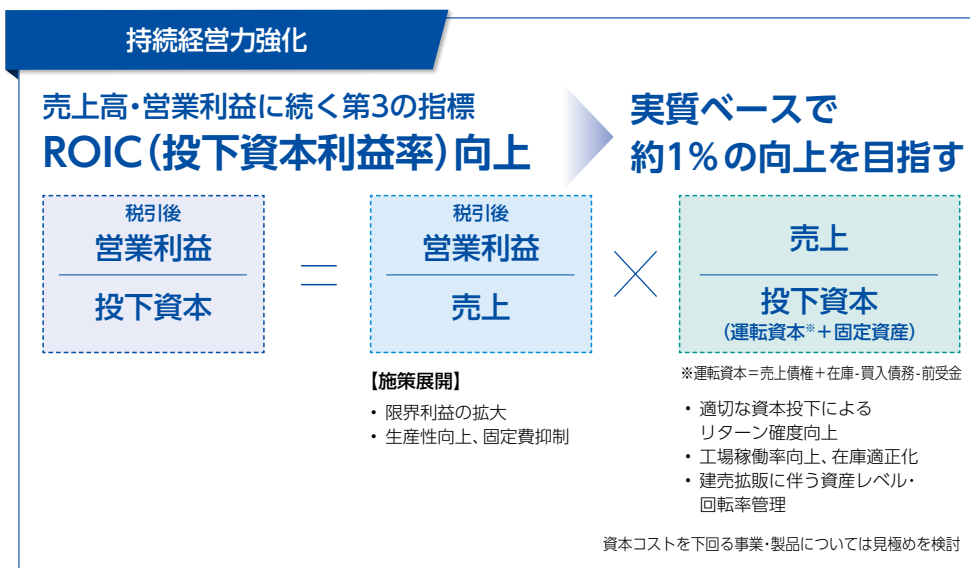 持続経営力強化
売上高・営業利益に続く第3の指標
ROIC（投下資本利益率）向上
実質ベースで
約1％の向上を目指す
税引後
営業利益
投下資本
＝
税引後
営業利益
売上
×
売上
投下資本
（運転資本※＋固定資産）
※運転資本＝売上債権＋在庫-買入債務-前受金
【施策展開】
・限界利益の拡大
・生産性向上、固定費抑制
・適切な資本投下による
リターン確度向上
・工場稼働率向上、在庫適正化
・建売拡販に伴う資産レベル・
回転率管理
資本コストを下回る事業・製品については見極めを検討